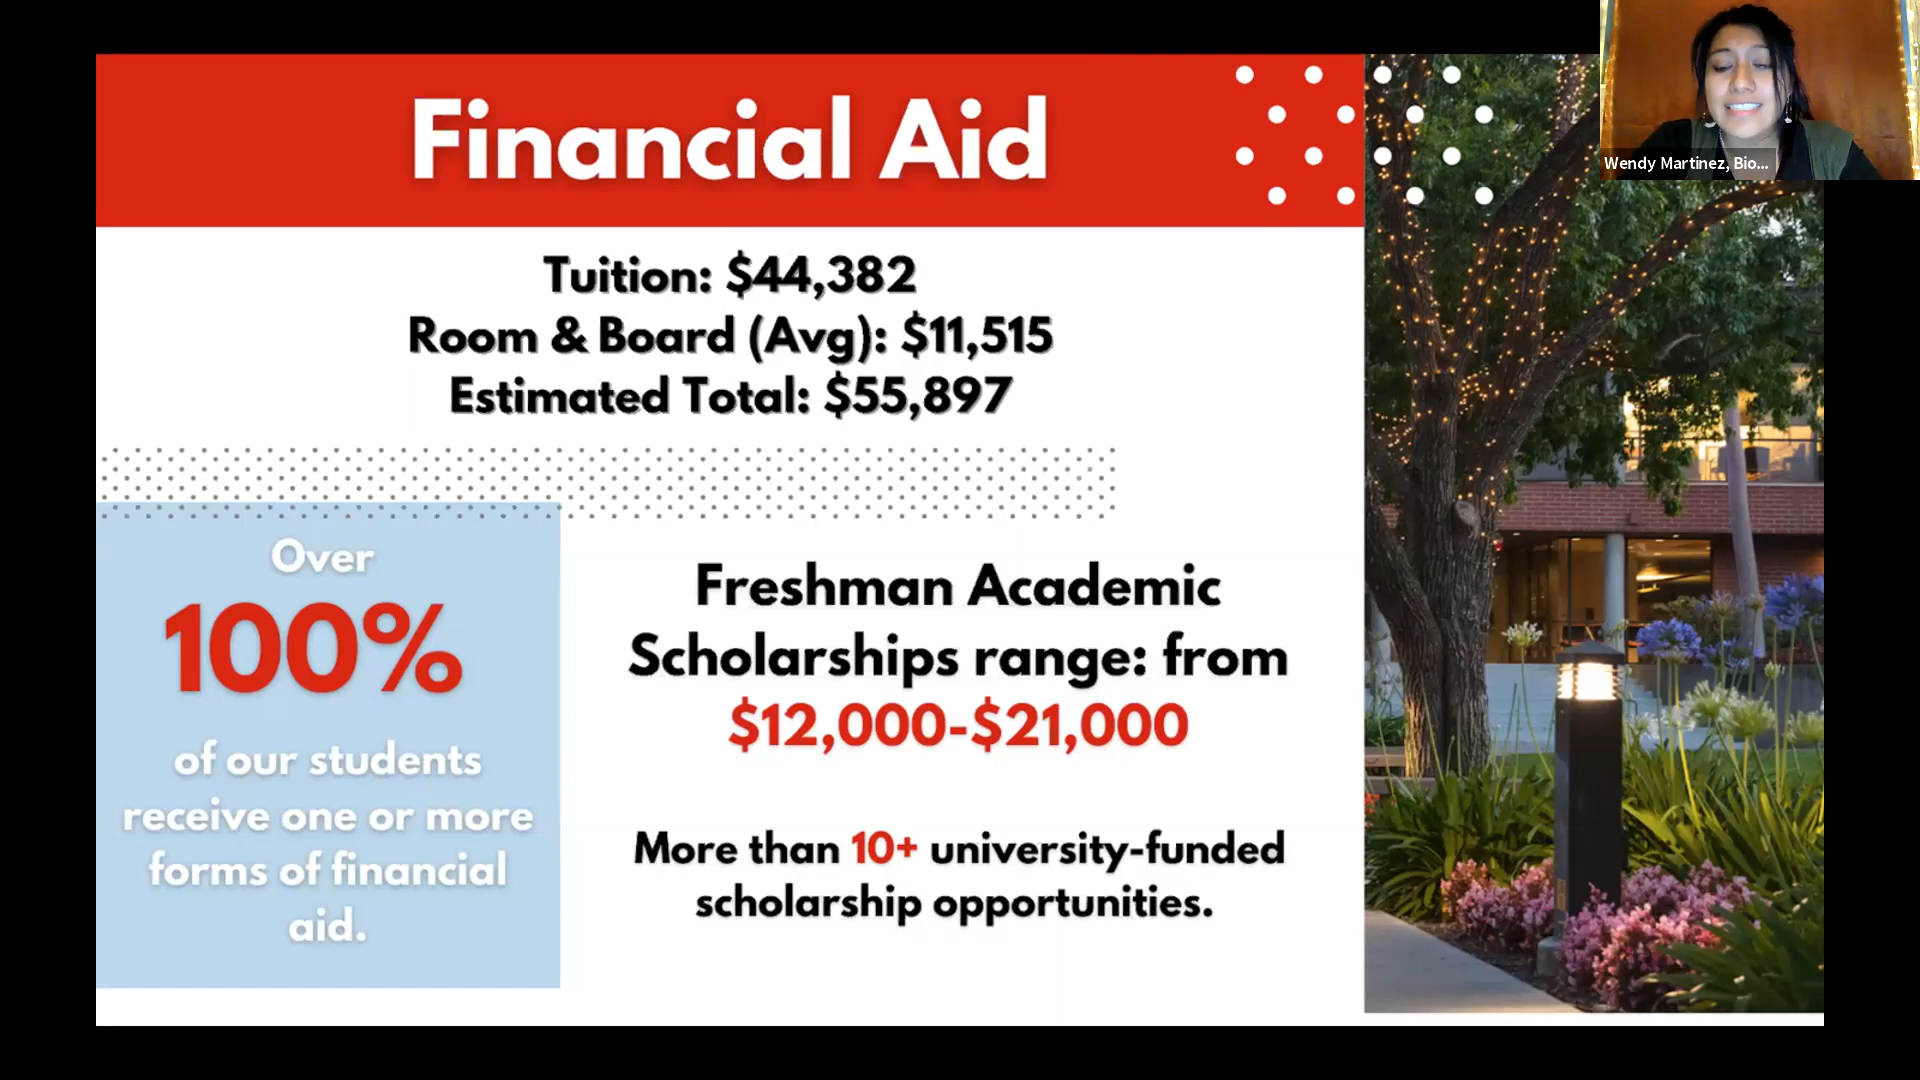 Financial Aid
Wendy Martinez, Bio...
Tuition: $44,382
Room & Board (Avg): $11,515
Estimated Total: $55,897
Over
100%
of our students
receive one or more
forms of financial
aid.
Freshman Academic
Scholarships range: from
$12,000-$21,000
More than 10+ university-funded
scholarship opportunities.